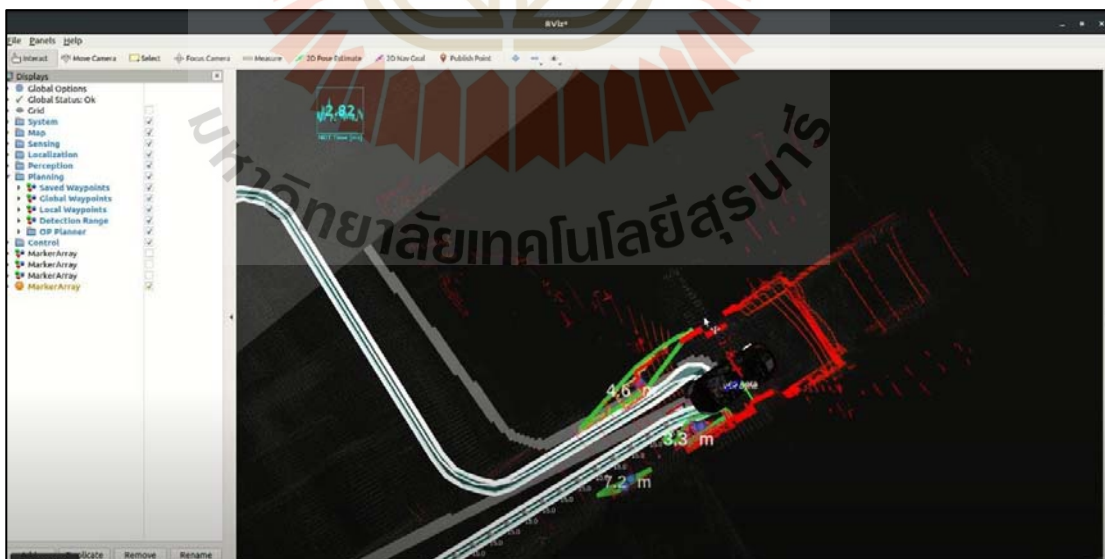 RViz*
File Panels Help
Interact Move Camera Select Focus Camera Measure 2D Pose Estimate 2D Nav Goal Publish Point
Displays
Global Options
Global Status: Ok
Grid
System
Map
Sensing
Localization
Perception
Planning
Saved Waypoints
Global Waypoints
Local Waypoints
Detection Range
OP Planner
Control
MarkerArray
MarkerArray
MarkerArray
MarkerArray
2.82
มหาวิทยาลัยเทคโนโลยีสุรนารี
4.6 m
3.3 m
7.2 m
Remove Rename